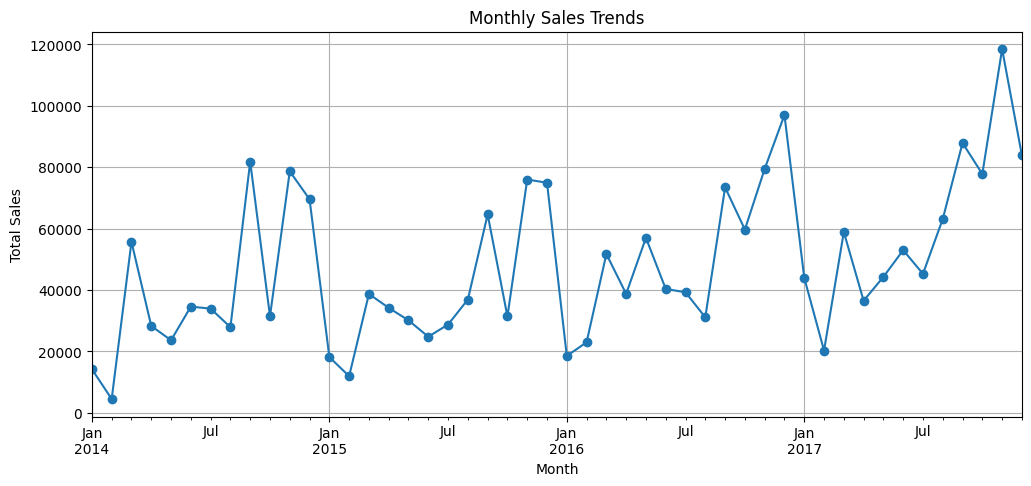 Monthly Sales Trends
120000
100000
80000
60000
40000
20000
0
Total Sales
Jan
2014
Jul
Jan
2015
Jul
Jan
2016
Jul
Jan
2017
Jul
Month